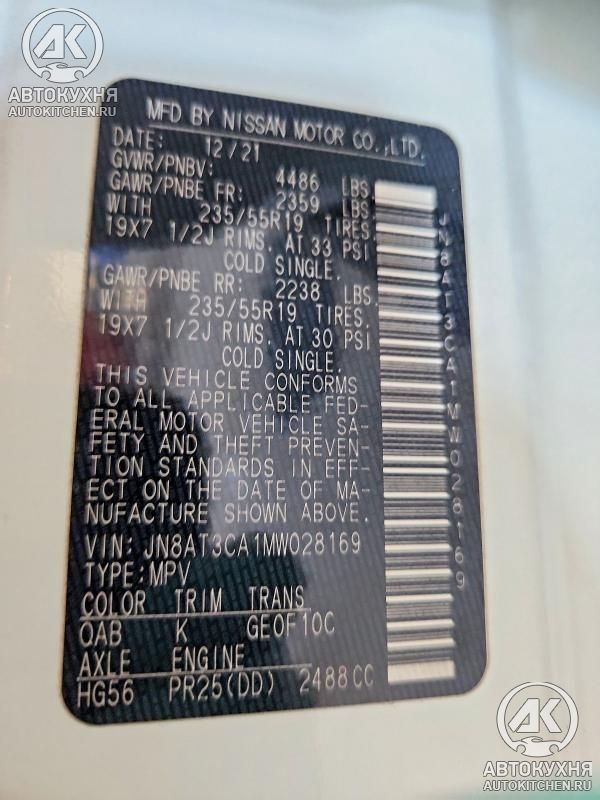 АК
АВТОКУХНЯ
AUTOKITCHEN.RU
MFD BY NISSAN MOTOR CO.,LTD.
DATE: 12/21
GVWR/PNBV: 4486 LBS
GAWR/PNBE FR: 2359 LBS
WITH 235/55R19 TIRES,
19X7 1/2J RIMS, AT 33 PSI
COLD SINGLE.
GAWR/PNBE RR: 2238 LBS.
WITH 235/55R19 TIRES,
19X7 1/2J RIMS, AT 30 PSI
COLD SINGLE.
THIS VEHICLE CONFORMS
TO ALL APPLICABLE FED-
ERAL MOTOR VEHICLE SA-
FETY AND THEFT PREVEN-
TION STANDARDS IN EFF-
ECT ON THE DATE OF MA-
NUFACTURE SHOWN ABOVE.
VIN: JN8AT3CA1MW028169
TYPE:MPV
COLOR TRIM TRANS
QAB K GE0F10C
AXLE ENGINE
HG56 PR25(DD) 2488CC
JN8AT3CA1MW028169
АК
АВТОКУХНЯ
AUTOKITCHEN.RU